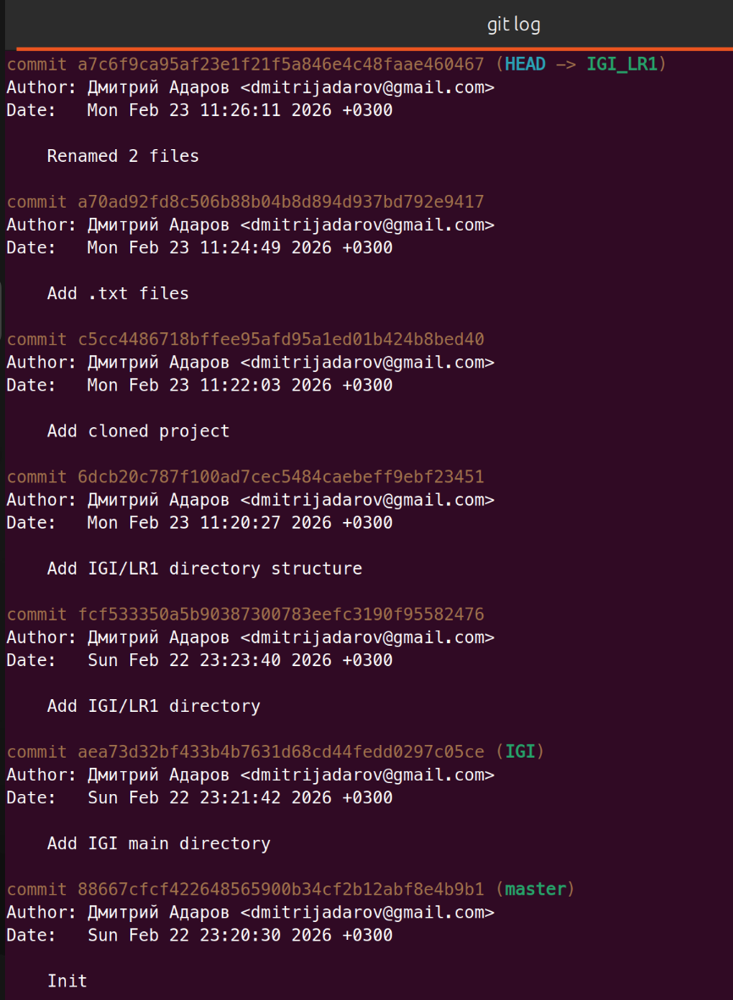 git log
commit a7c6f9ca95af23e1f21f5a846e4c48faae460467 (HEAD -> IGI_LR1)
Author: Дмитрий Адаров <dmitrijadarov@gmail.com>
Date:   Mon Feb 23 11:26:11 2026 +0300
    Renamed 2 files
commit a70ad92fd8c506b88b04b8d894d937bd792e9417
Author: Дмитрий Адаров <dmitrijadarov@gmail.com>
Date:   Mon Feb 23 11:24:49 2026 +0300
    Add .txt files
commit c5cc4486718bffee95afd95a1ed01b424b8bed40
Author: Дмитрий Адаров <dmitrijadarov@gmail.com>
Date:   Mon Feb 23 11:22:03 2026 +0300
    Add cloned project
commit 6dcb20c787f100ad7cec5484caebeff9ebf23451
Author: Дмитрий Адаров <dmitrijadarov@gmail.com>
Date:   Mon Feb 23 11:20:27 2026 +0300
    Add IGI/LR1 directory structure
commit fcf533350a5b90387300783eefc3190f95582476
Author: Дмитрий Адаров <dmitrijadarov@gmail.com>
Date:   Sun Feb 22 23:23:40 2026 +0300
    Add IGI/LR1 directory
commit aea73d32bf433b4b7631d68cd44fedd0297c05ce (IGI)
Author: Дмитрий Адаров <dmitrijadarov@gmail.com>
Date:   Sun Feb 22 23:21:42 2026 +0300
    Add IGI main directory
commit 88667cfcf422648565900b34cf2b12abf8e4b9b1 (master)
Author: Дмитрий Адаров <dmitrijadarov@gmail.com>
Date:   Sun Feb 22 23:20:30 2026 +0300
    Init